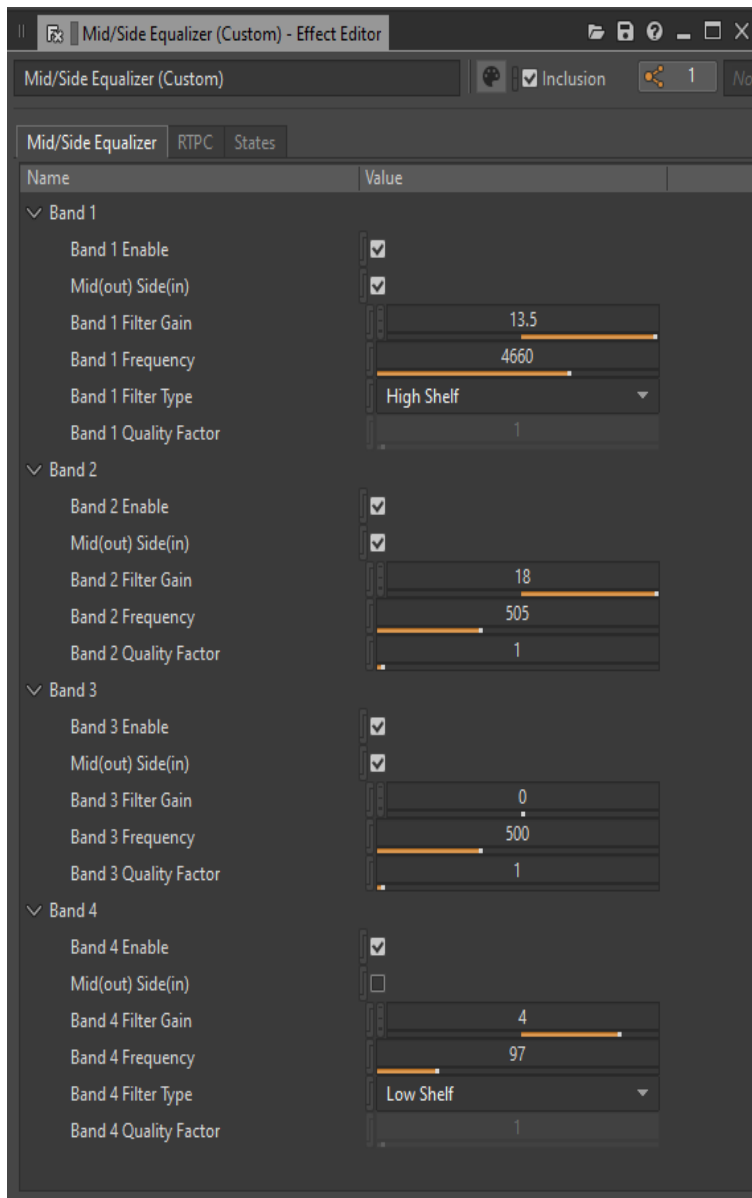 Mid/Side Equalizer (Custom) - Effect Editor
Mid/Side Equalizer (Custom) Inclusion 1 No
Mid/Side Equalizer RTPC States
Name Value
Band 1
Band 1 Enable
Mid(out) Side(in)
Band 1 Filter Gain 13.5
Band 1 Frequency 4660
Band 1 Filter Type High Shelf
Band 1 Quality Factor 1
Band 2
Band 2 Enable
Mid(out) Side(in)
Band 2 Filter Gain 18
Band 2 Frequency 505
Band 2 Quality Factor 1
Band 3
Band 3 Enable
Mid(out) Side(in)
Band 3 Filter Gain 0
Band 3 Frequency 500
Band 3 Quality Factor 1
Band 4
Band 4 Enable
Mid(out) Side(in)
Band 4 Filter Gain 4
Band 4 Frequency 97
Band 4 Filter Type Low Shelf
Band 4 Quality Factor 1